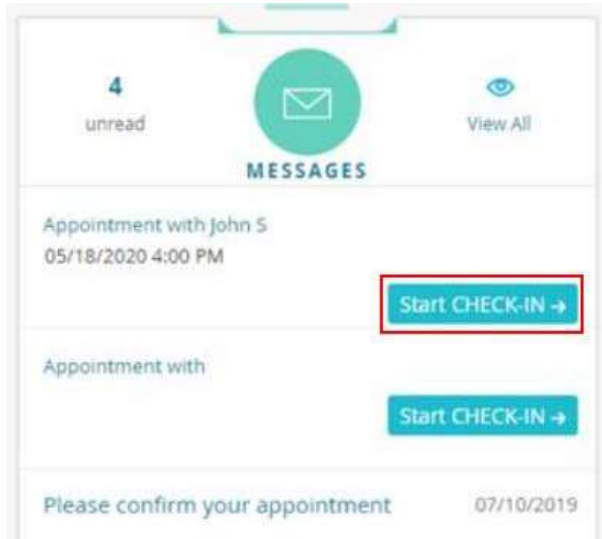 4
unread
View All
MESSAGES
Appointment with John S
05/18/2020 4:00 PM
Start CHECK-IN →
Appointment with
Start CHECK-IN →
Please confirm your appointment 07/10/2019